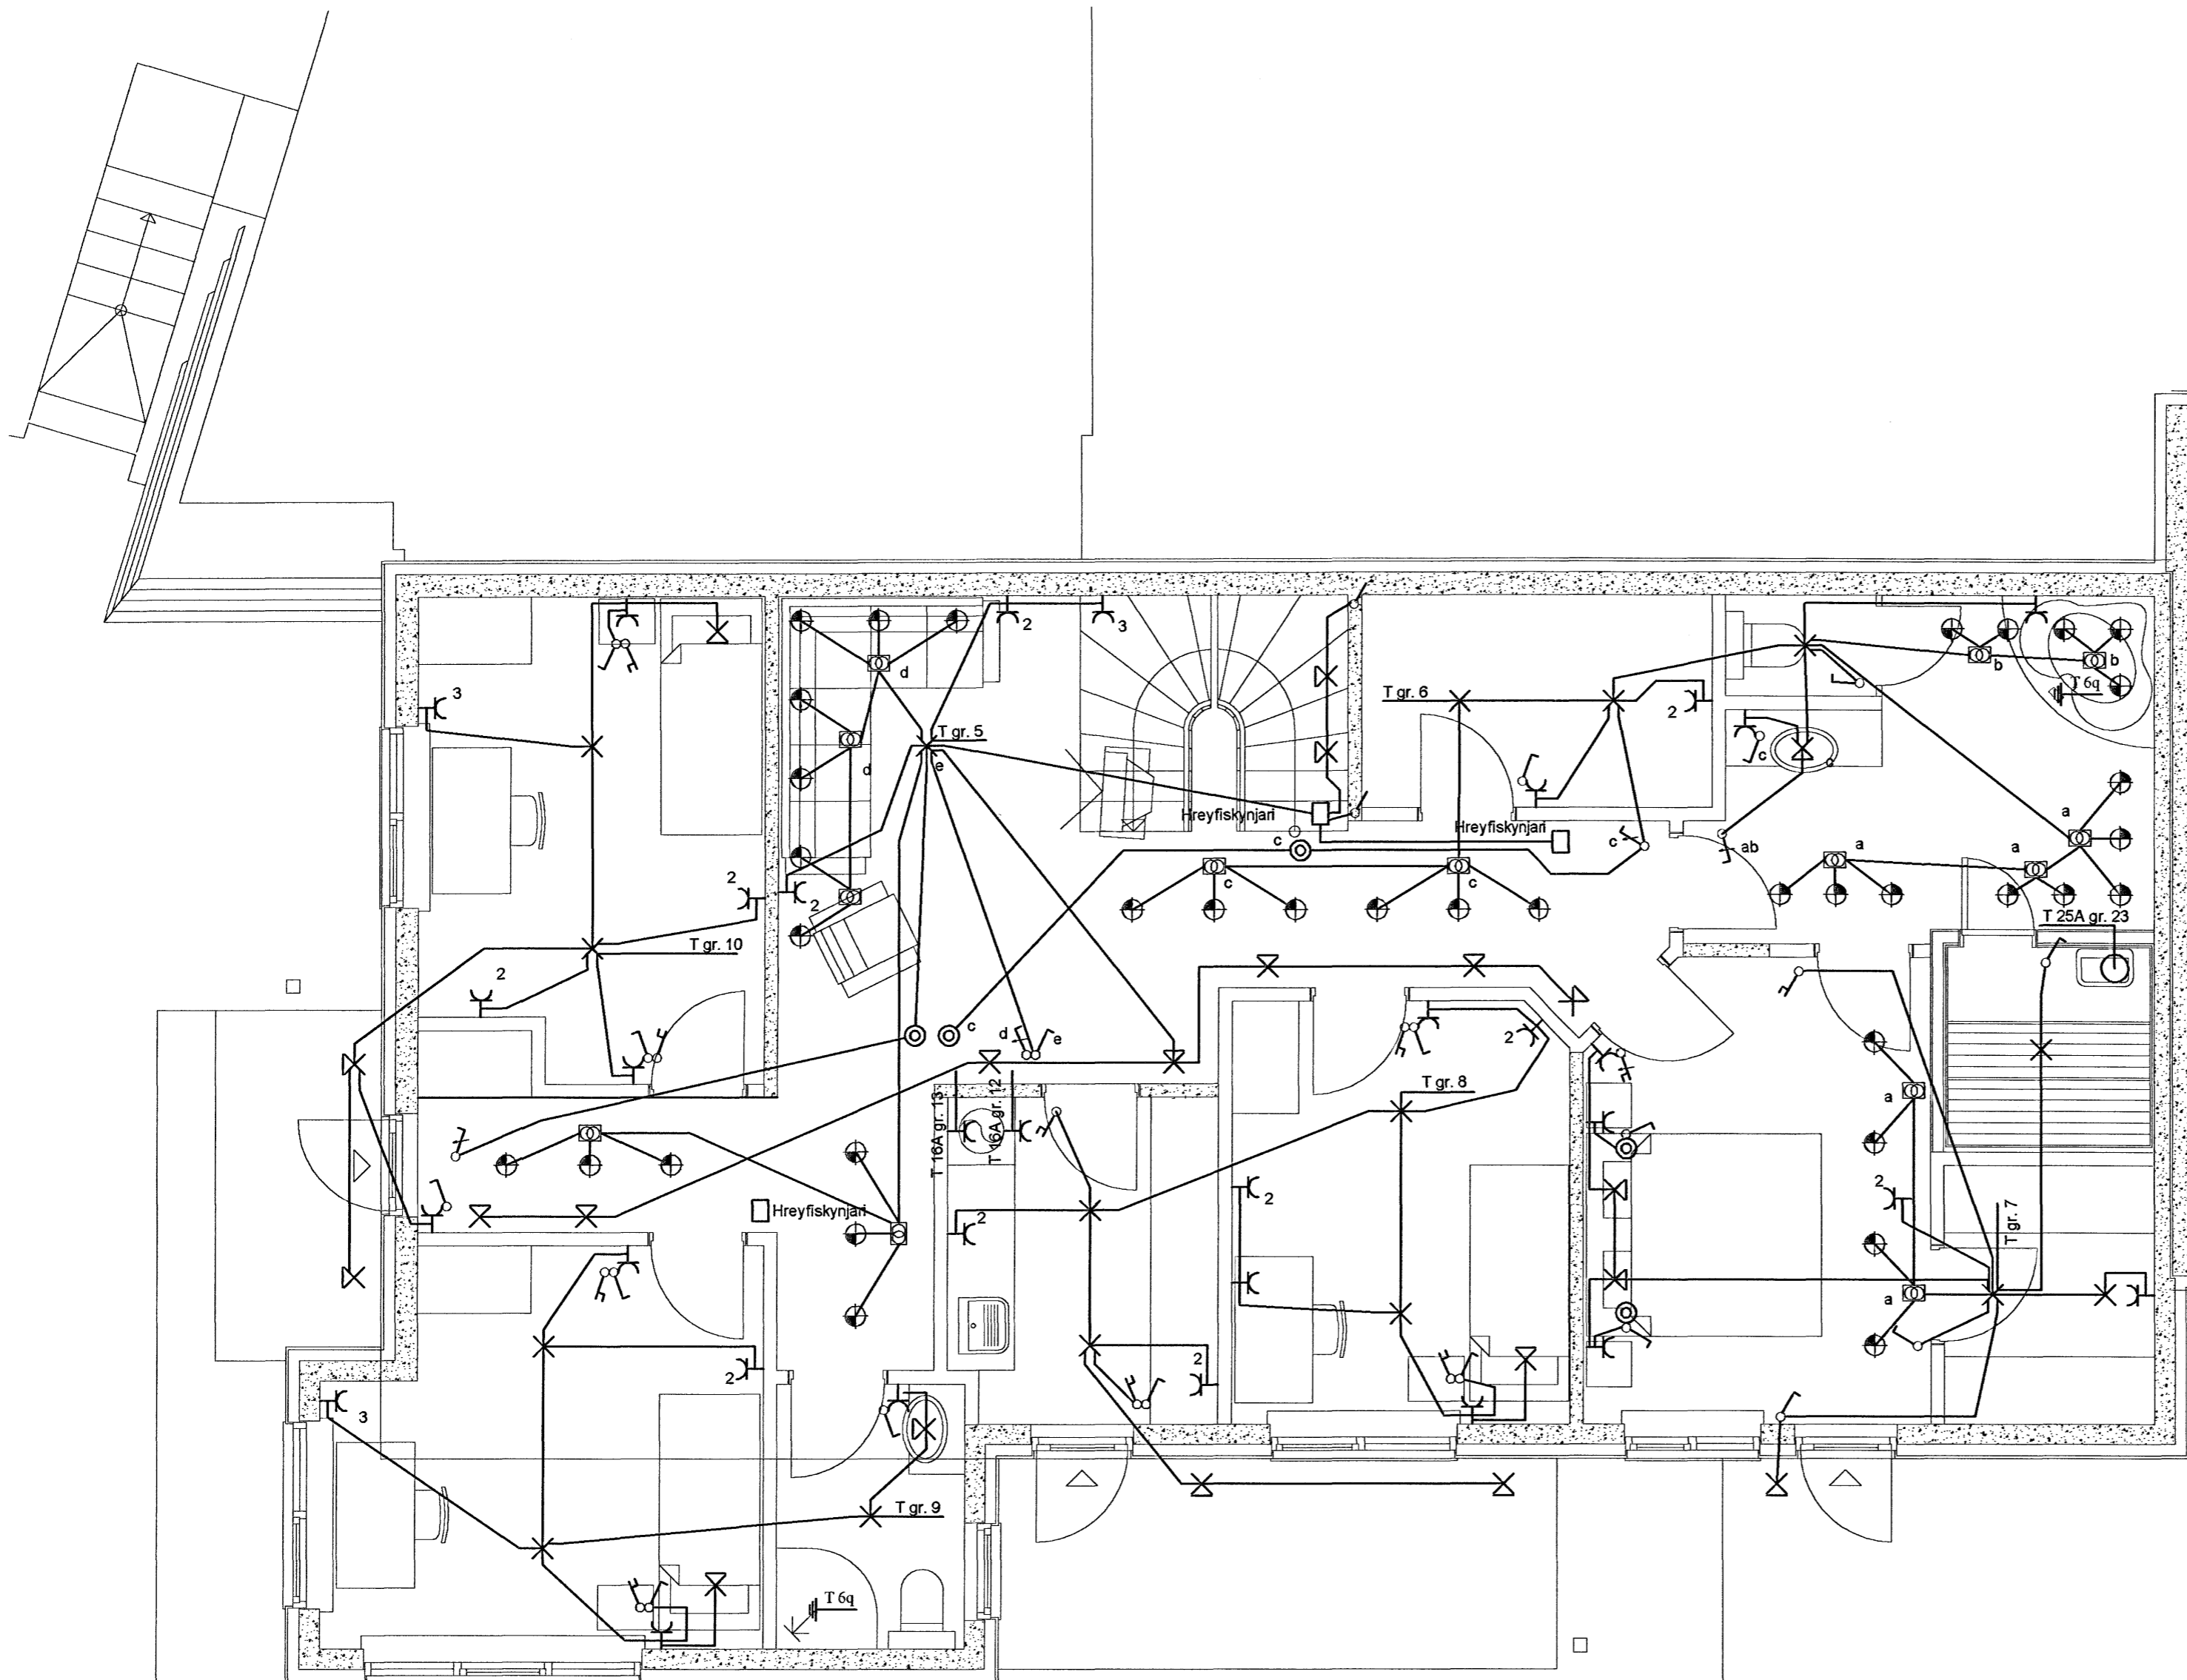 2
3
b
b
T 6q
T gr. 6
3
2
d
T gr. 5
c
d
e
Hreyfiskynjari
Hreyfiskynjari
a
c
ab
a
a
c
c
2
2
T 25A gr. 23
T gr. 10
2
d
e
c
2
T gr. 8
a
T 16A gr. 13
T 16A gr. 12
2
2
Hreyfiskynjari
2
T gr. 7
a
2
2
3
T gr. 9
T 6q